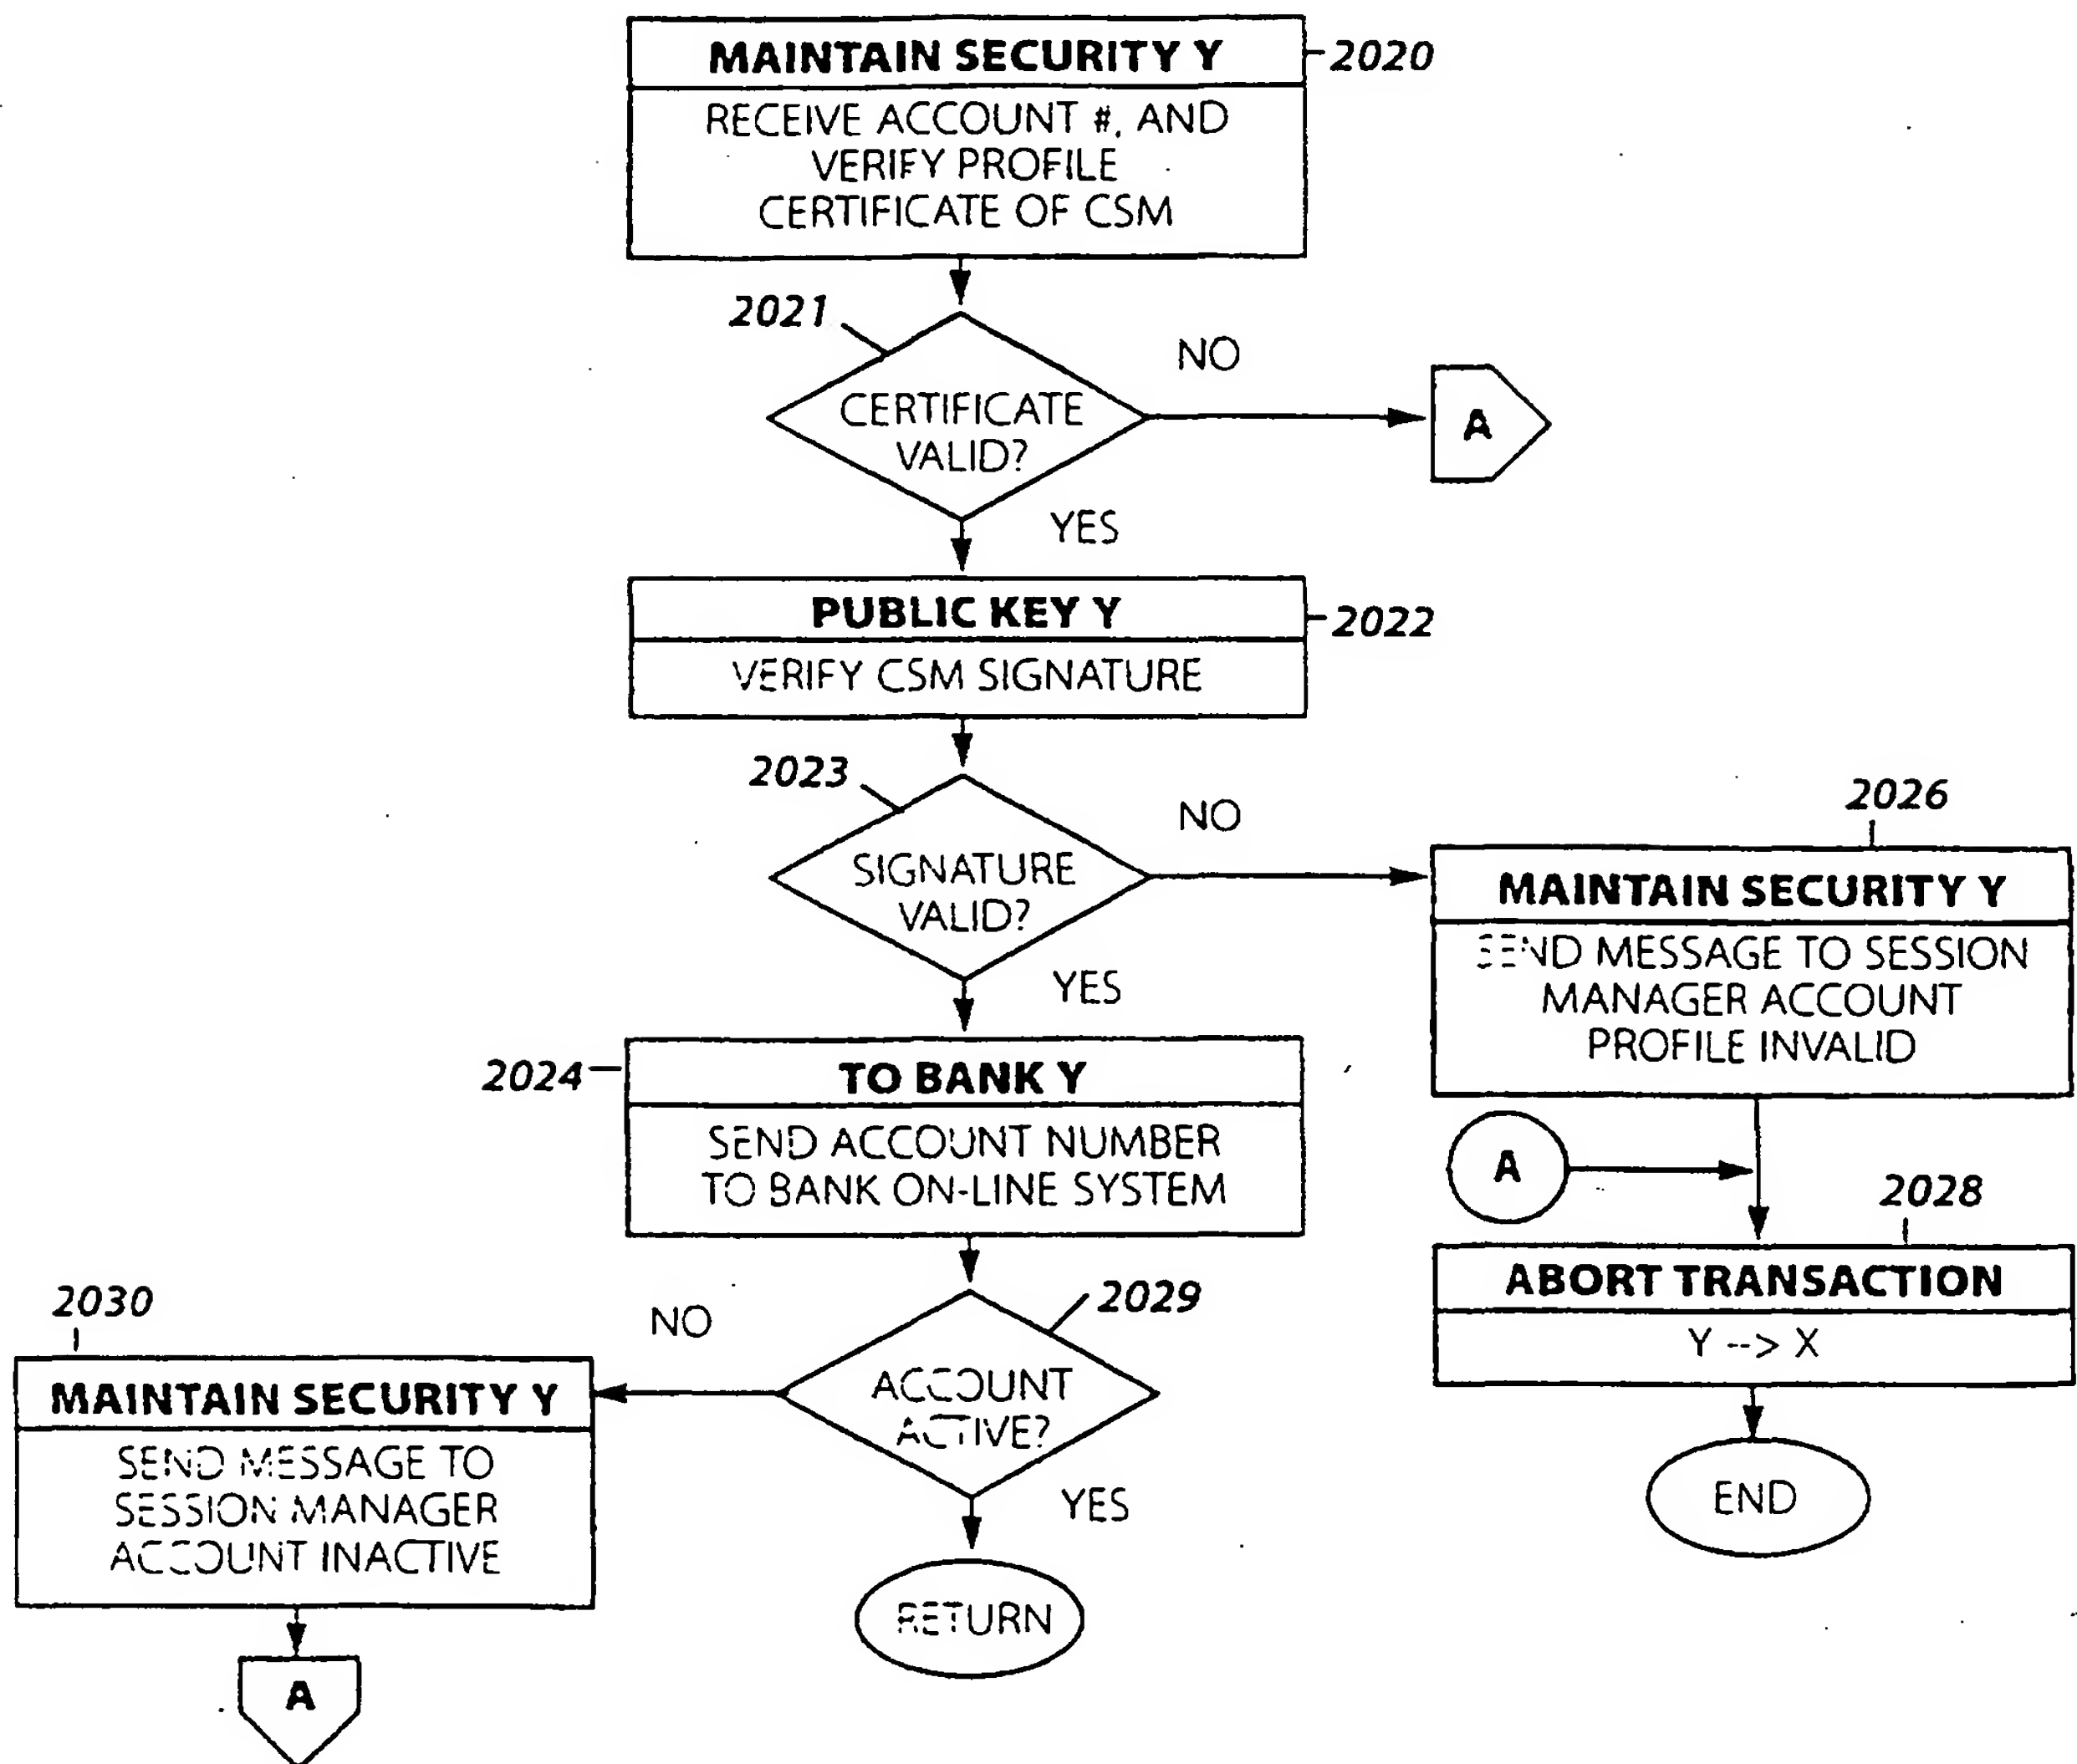 MAINTAIN SECURITY Y
2020
RECEIVE ACCOUNT #, AND
VERIFY PROFILE
CERTIFICATE OF CSM
2021
NO
CERTIFICATE
VALID?
A
YES
PUBLIC KEY Y
2022
VERIFY CSM SIGNATURE
2023
NO
SIGNATURE
VALID?
YES
2026
MAINTAIN SECURITY Y
SEND MESSAGE TO SESSION
MANAGER ACCOUNT
PROFILE INVALID
2024
TO BANK Y
SEND ACCOUNT NUMBER
TO BANK ON-LINE SYSTEM
A
2028
ABORT TRANSACTION
Y --> X
END
2029
NO
ACCOUNT
ACTIVE?
YES
RETURN
2030
MAINTAIN SECURITY Y
SEND MESSAGE TO
SESSION MANAGER
ACCOUNT INACTIVE
A